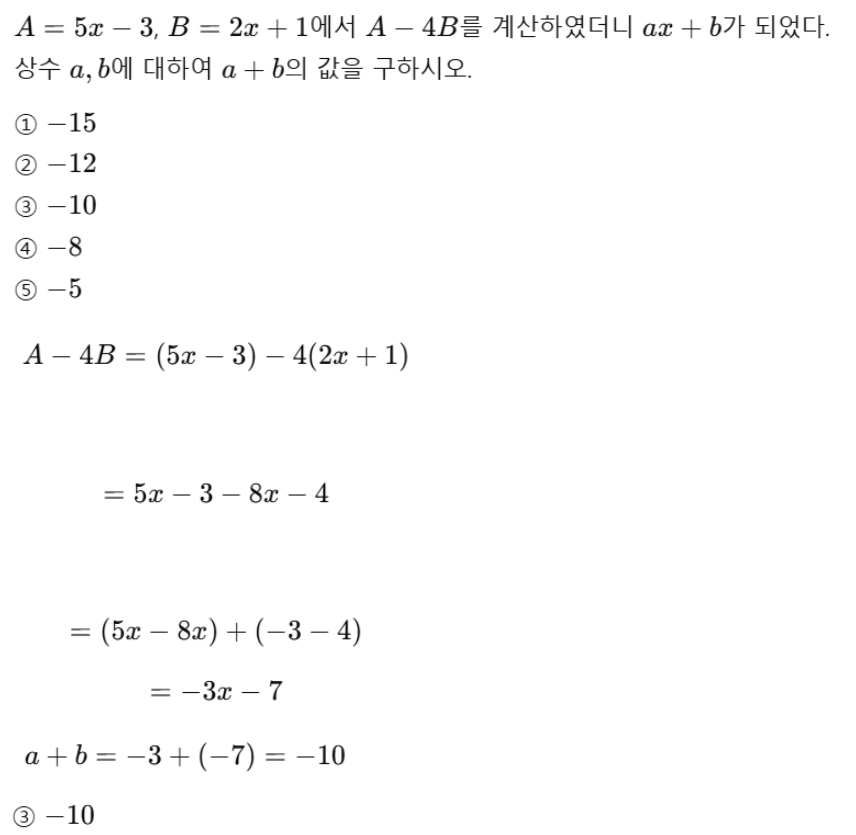 A = 5x − 3, B = 2x + 1에서 A − 4B를 계산하였더니 ax + b가 되었다.
상수 a, b에 대하여 a + b의 값을 구하시오.
① −15
② −12
③ −10
④ −8
⑤ −5
A − 4B = (5x − 3) − 4(2x + 1)
= 5x − 3 − 8x − 4
= (5x − 8x) + (−3 − 4)
= −3x − 7
a + b = −3 + (−7) = −10
③ −10